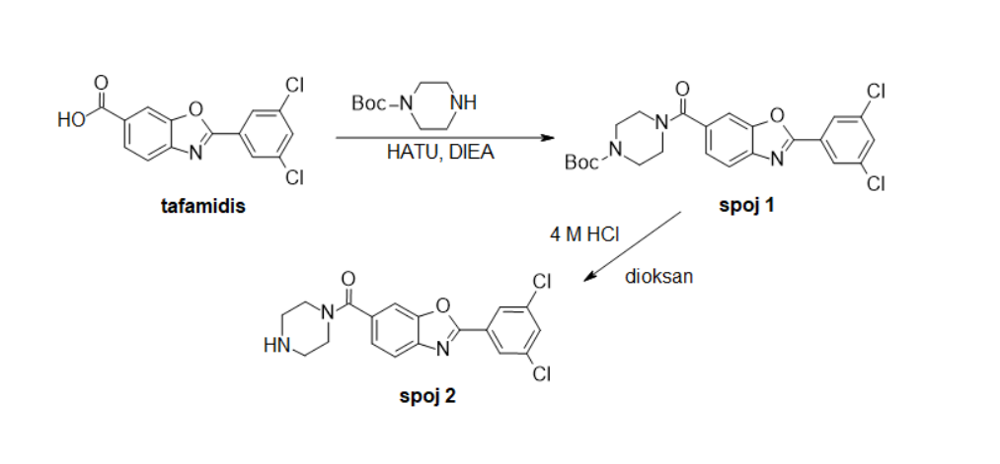 O
HO
O
N
Cl
Cl
tafamidis
Boc N NH
HATU, DIEA
O
N
N
Boc
O
N
Cl
Cl
spoj 1
4 M HCl
dioksan
O
N
HN
O
N
Cl
Cl
spoj 2